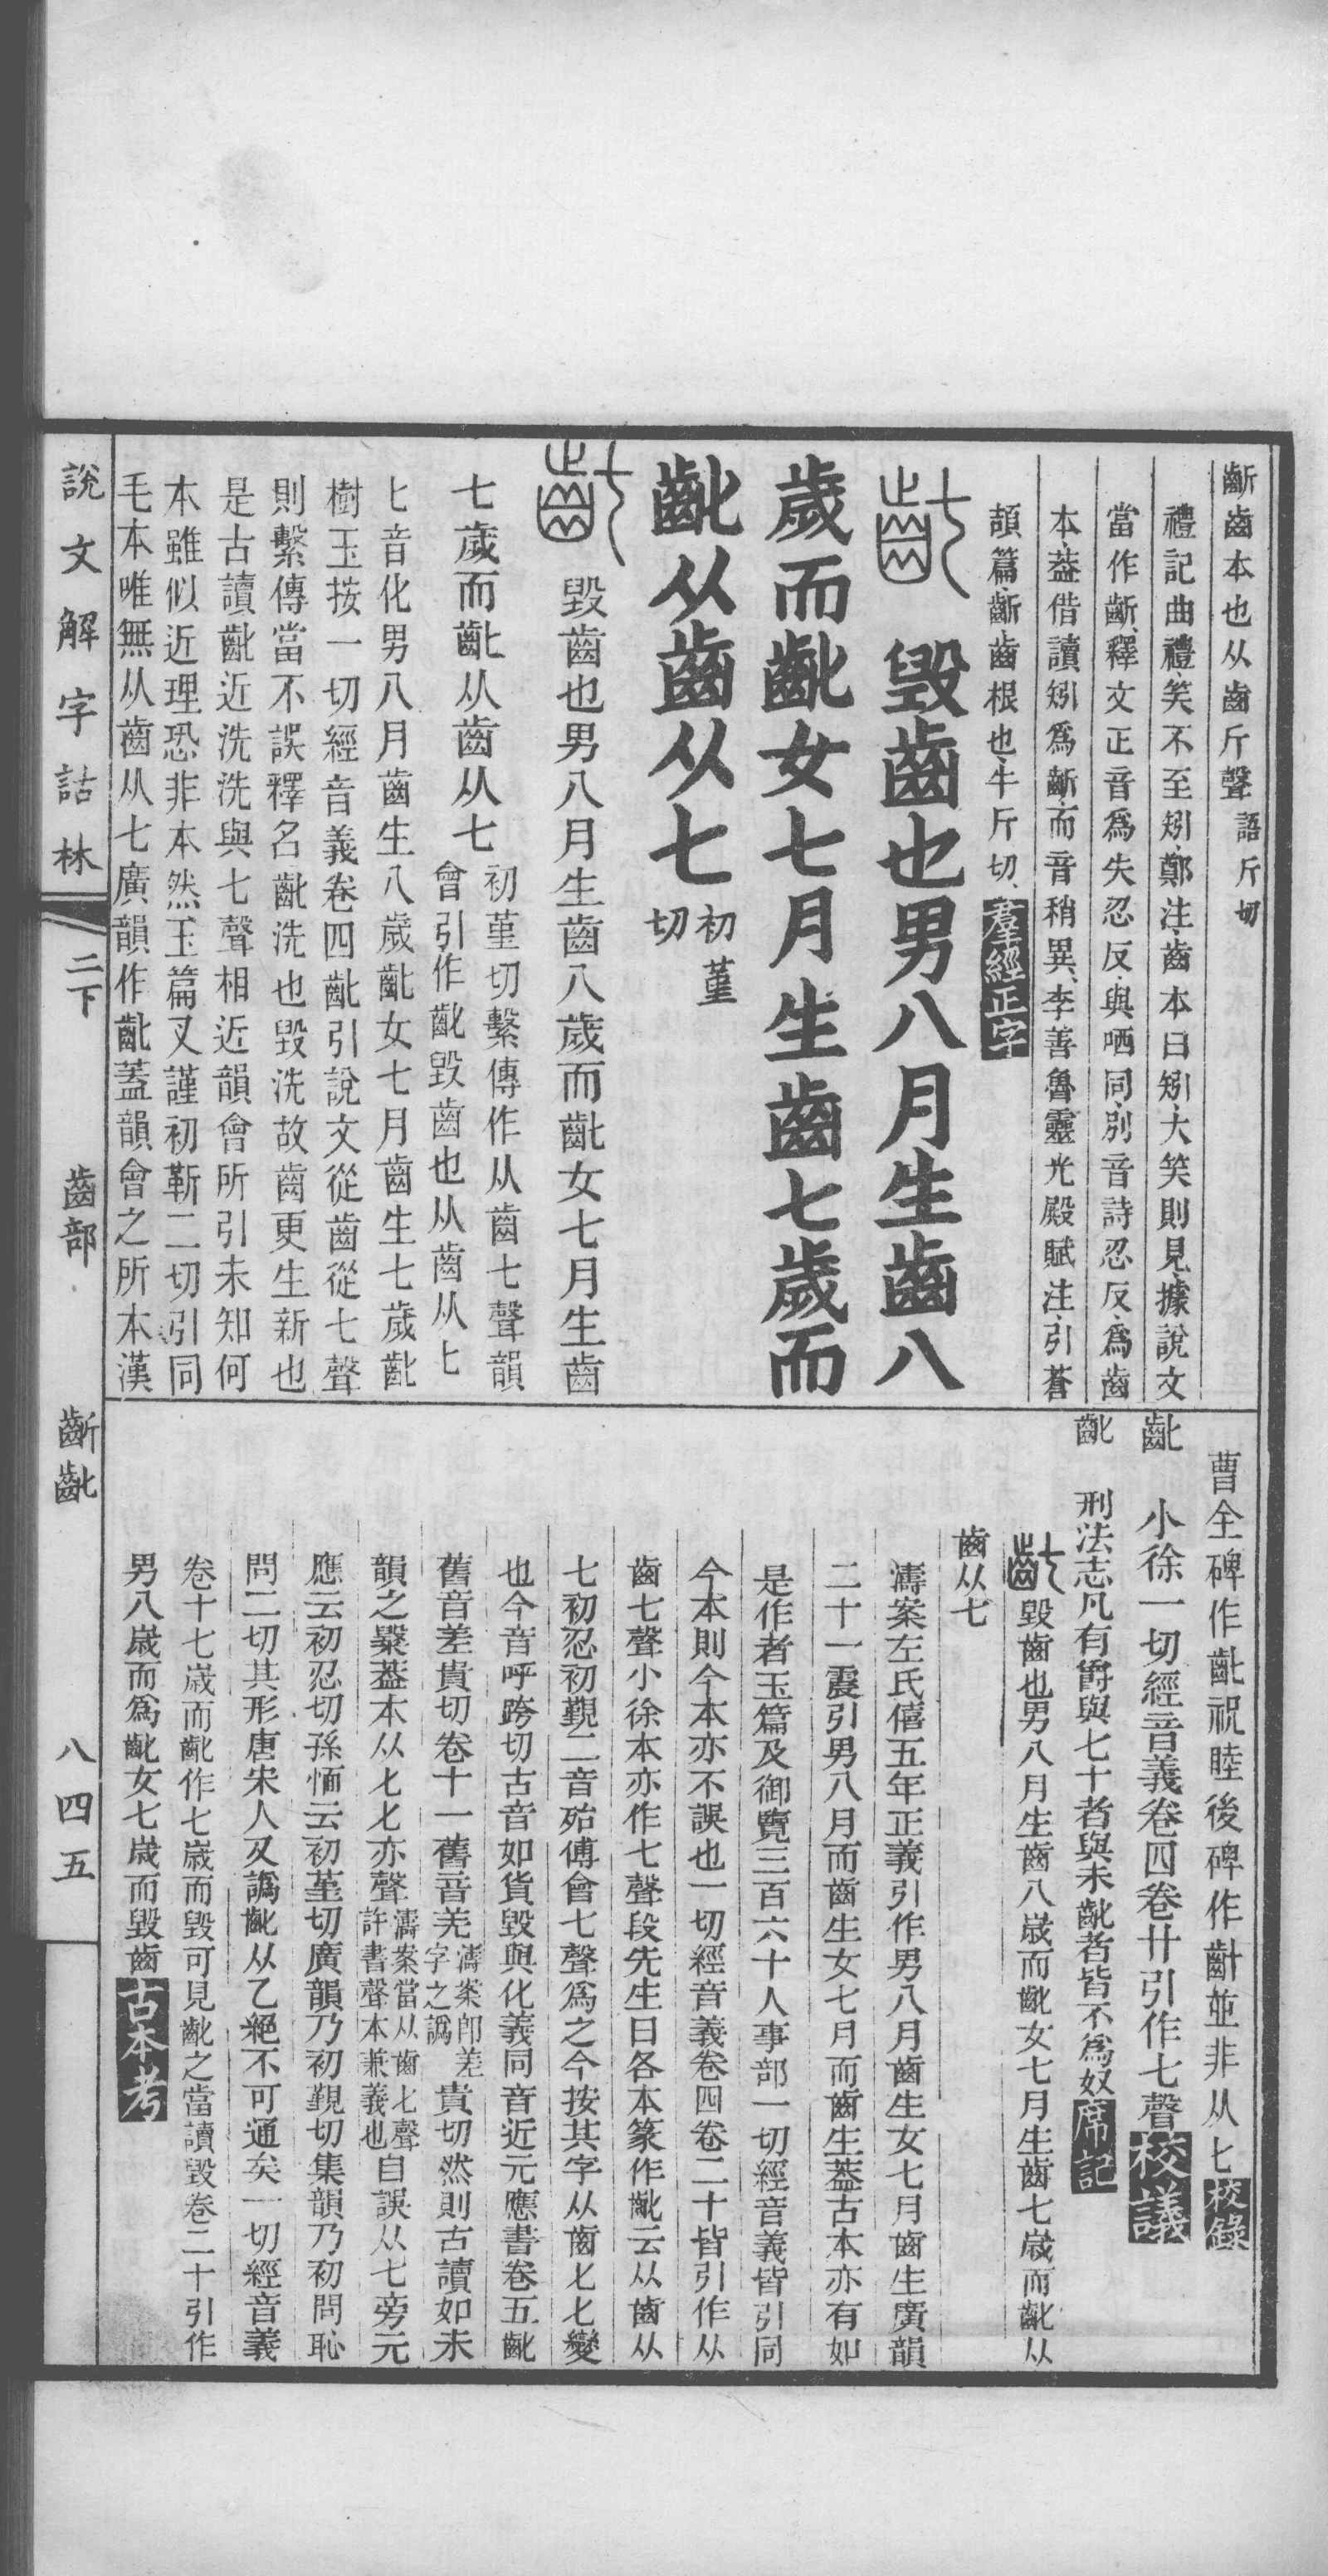 齗齒本也从齒斤聲語斤切
禮記曲禮笑不至矧鄭注齒本曰矧大笑則見據說文
當作齗釋文正音爲失忍反與哂同別音詩忍反爲齒
本葢借讀矧爲齗而音稍異李善魯靈光殿賦注引蒼
頡篇齗齒根也牛斤切羣經正字
毀齒也男八月生齒八
歲而齔女七月生齒七歲而
齔从齒从七初堇切
毀齒也男八月生齒八歲而齔女七月生齒
七歲而齔从齒从七初堇切繫傳作从齒七聲韻會引作齔毀齒也从齒从匕
匕音化男八月齒生八歲齔女七月齒生七歲齔
樹玉按一切經音義卷四齔引說文從齒從七聲
則繫傳當不誤釋名齔洗也毀洗故齒更生新也
是古讀齔近洗洗與七聲相近韻會所引未知何
本雖似近理恐非本然玉篇叉謹初靳二切引同
毛本唯無从齒从七廣韻作齔蓋韻會之所本漢
曹全碑作齔祝睦後碑作齔並非从匕校錄
齔 小徐一切經音義卷四卷廿引作七聲校議
齔 刑法志凡有爵與七十者與未齔者皆不爲奴席記
毀齒也男八月生齒八歲而齔女七月生齒七歲而齔从
齒从七
濤案左氏僖五年正義引作男八月齒生女七月齒生廣韻
二十一震引男八月而齒生女七月而齒生葢古本亦有如
是作者玉篇及御覽三百六十人事部一切經音義皆引同
今本則今本亦不誤也一切經音義卷四卷二十皆引作从
齒七聲小徐本亦作七聲段先生曰各本篆作齔云从齒从
七初忍初覲二音殆傅會七聲爲之今按其字从齒匕匕變
也今音呼跨切古音如貨毀與化義同音近元應書卷五齔
舊音差貴切卷十一舊音羌濤案卽差字之譌貴切然則古讀如未
韻之㯥葢本从匕匕亦聲濤案當从齒匕聲許書聲本兼義也自誤从七旁元
應云初忍切孫愐云初堇切廣韻乃初覲切集韻乃初問恥
問二切其形唐宋人又譌齔从乙絕不可通矣一切經音義
卷十七歲而齔作七歲而毀可見齔之當讀毀卷二十引作
男八歲而爲齔女七歲而毀齒古本考
說文解字詁林 二下 齒部 齗齔 八四五